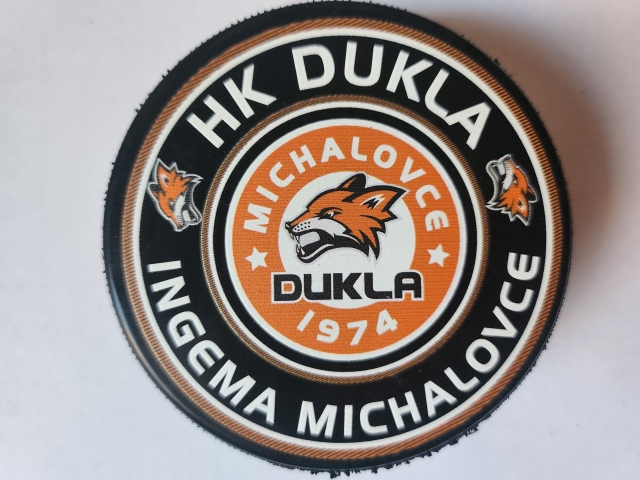 HK DUKLA
MICHALOVCE
DUKLA
1974
INGEMA MICHALOVCE